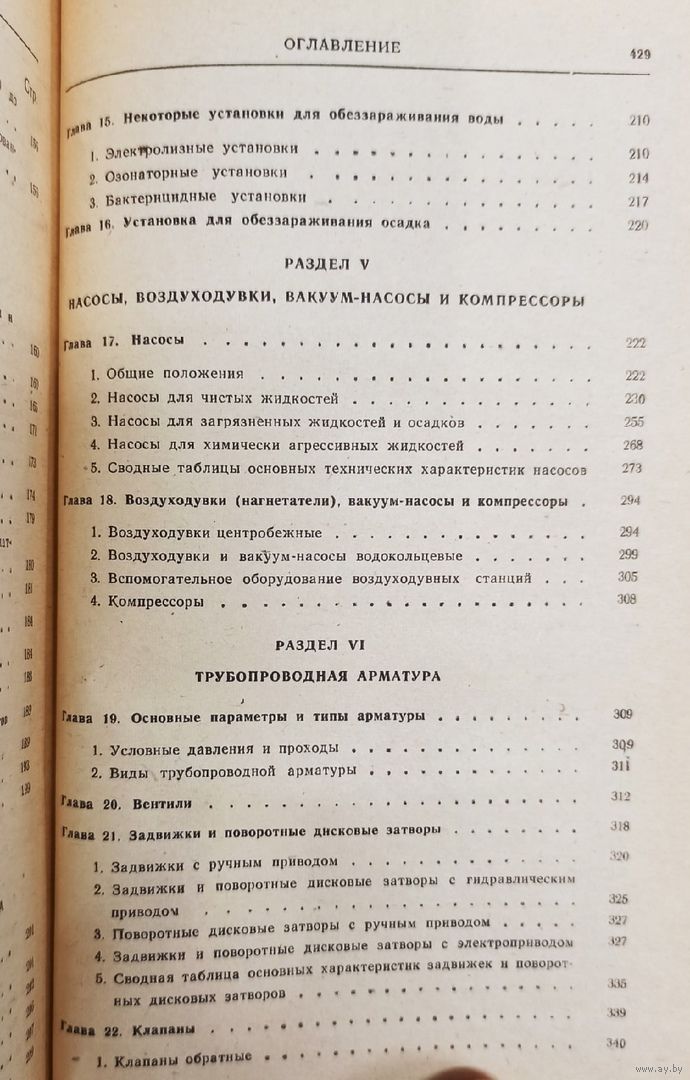 ОГЛАВЛЕНИЕ 429
Стр.
Глава 15. Некоторые установки для обеззараживания воды . . . . . 210
1. Электролизные установки . . . . . . . . . . . . . 210
2. Озонаторные установки . . . . . . . . . . . . . 214
3. Бактерицидные установки . . . . . . . . . . . . 217
Глава 16. Установка для обеззараживания осадка . . . . . . . . 220
РАЗДЕЛ V
НАСОСЫ, ВОЗДУХОДУВКИ, ВАКУУМ-НАСОСЫ И КОМПРЕССОРЫ
Глава 17. Насосы . . . . . . . . . . . . . . . . . . 222
1. Общие положения . . . . . . . . . . . . . . . 222
2. Насосы для чистых жидкостей . . . . . . . . . . . 230
3. Насосы для загрязненных жидкостей и осадков . . . . . . 255
4. Насосы для химически агрессивных жидкостей . . . . . . 268
5. Сводные таблицы основных технических характеристик насосов 273
Глава 18. Воздуходувки (нагнетатели), вакуум-насосы и компрессоры . 294
1. Воздуходувки центробежные . . . . . . . . . . . . 294
2. Воздуходувки и вакуум-насосы водокольцевые . . . . . . 299
3. Вспомогательное оборудование воздуходувных станций . . . 305
4. Компрессоры . . . . . . . . . . . . . . . . . 308
РАЗДЕЛ VI
ТРУБОПРОВОДНАЯ АРМАТУРА
Глава 19. Основные параметры и типы арматуры . . . . . . . . 309
1. Условные давления и проходы . . . . . . . . . . . 309
2. Виды трубопроводной арматуры . . . . . . . . . . 311
Глава 20. Вентили . . . . . . . . . . . . . . . . . 312
Глава 21. Задвижки и поворотные дисковые затворы . . . . . . . 318
1. Задвижки с ручным приводом . . . . . . . . . . . 320
2. Задвижки и поворотные дисковые затворы с гидравлическим
приводом . . . . . . . . . . . . . . . . . 325
3. Поворотные дисковые затворы с ручным приводом . . . . . 327
4. Задвижки и поворотные дисковые затворы с электроприводом 327
5. Сводная таблица основных характеристик задвижек и поворот-
ных дисковых затворов . . . . . . . . . . . . . 335
Глава 22. Клапаны . . . . . . . . . . . . . . . . . 339
1. Клапаны обратные . . . . . . . . . . . . . . . 340
www.ay.by